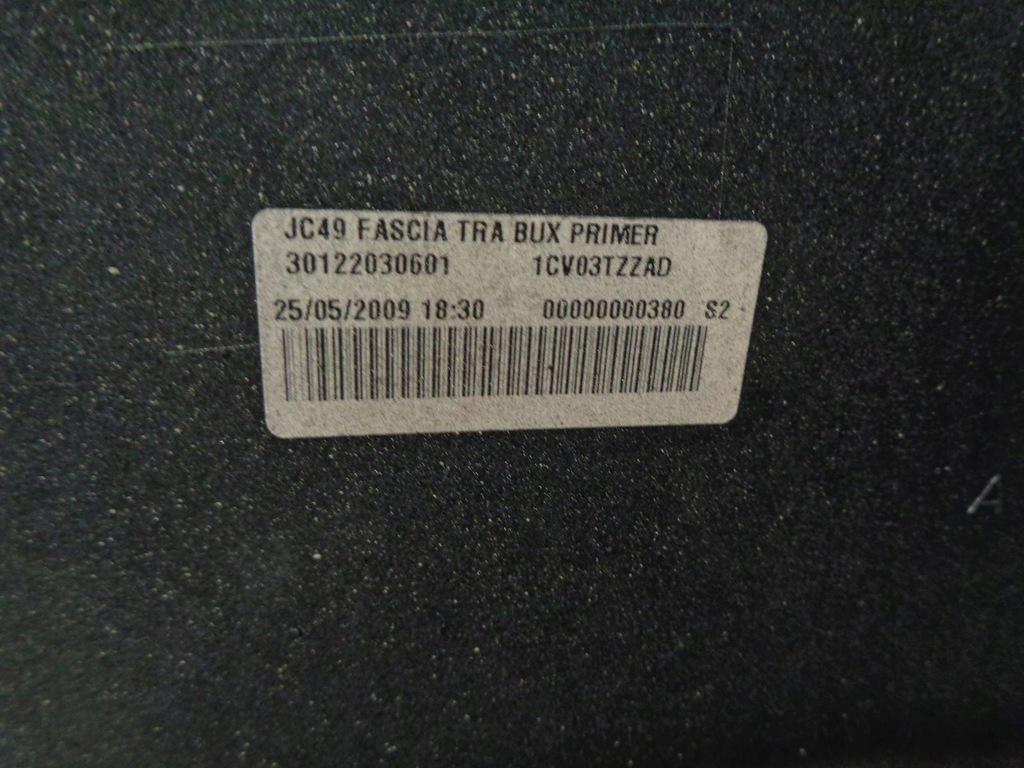 JC49 FASCIA TRA BUX PRIMER
30122030601 1CV03TZZAD
25/05/2009 18:30 00000000380 S2
A